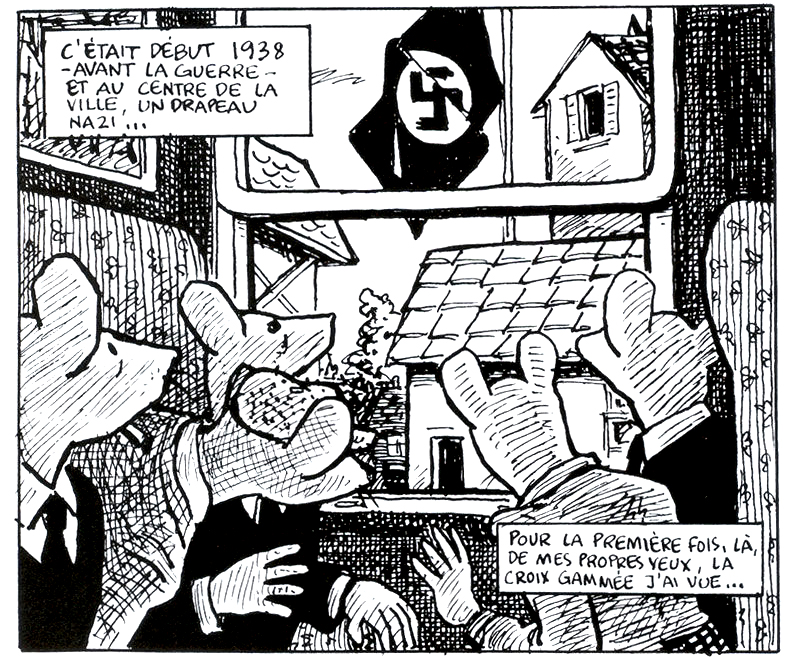 C'ÉTAIT DÉBUT 1938
-AVANT LA GUERRE-
ET AU CENTRE DE LA
VILLE, UN DRAPEAU
NAZI...
POUR LA PREMIÈRE FOIS, LÀ,
DE MES PROPRES YEUX, LA
CROIX GAMMÉE J'AI VUE...